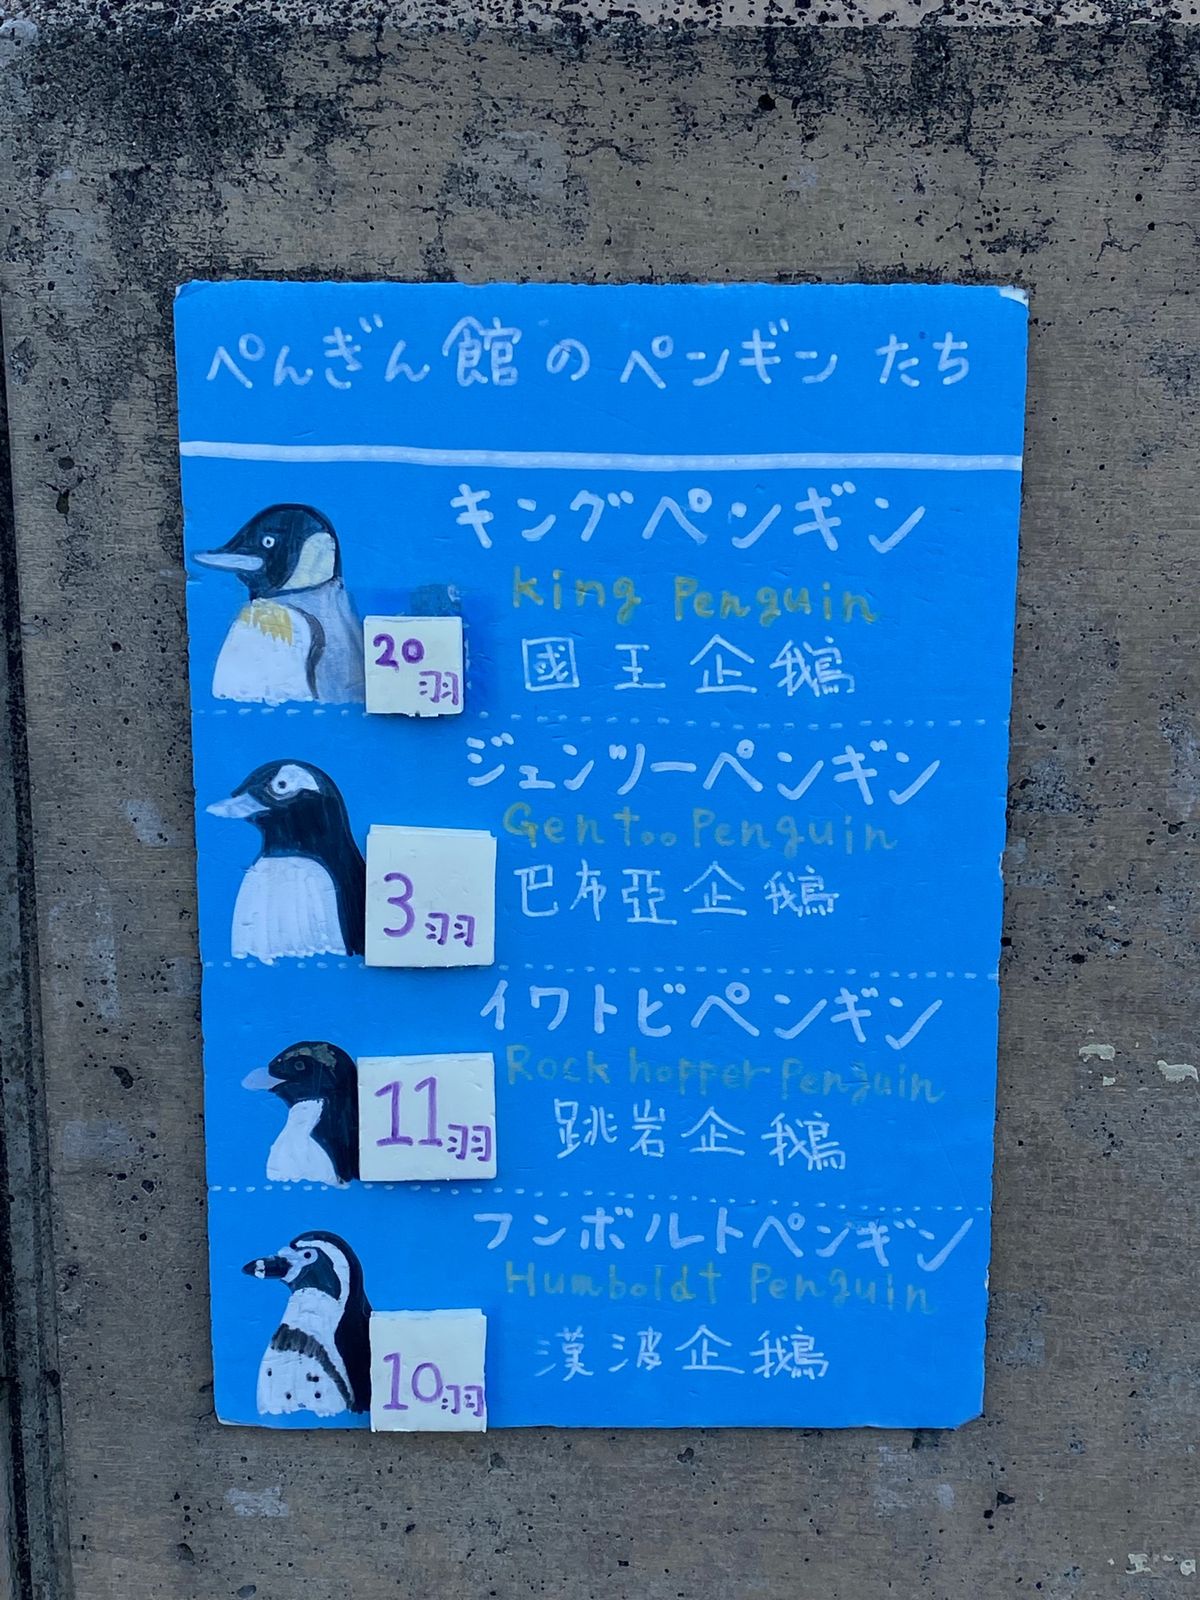 ぺんぎん館のペンギンたち
キングペンギン
king Penguin
20羽
國王企鵝
ジェンツーペンギン
Gentoo Penguin
3羽
巴布亞企鵝
イワトビペンギン
Rock hopper Penguin
11羽
跳岩企鵝
フンボルトペンギン
Humboldt Penguin
10羽
漢波企鵝